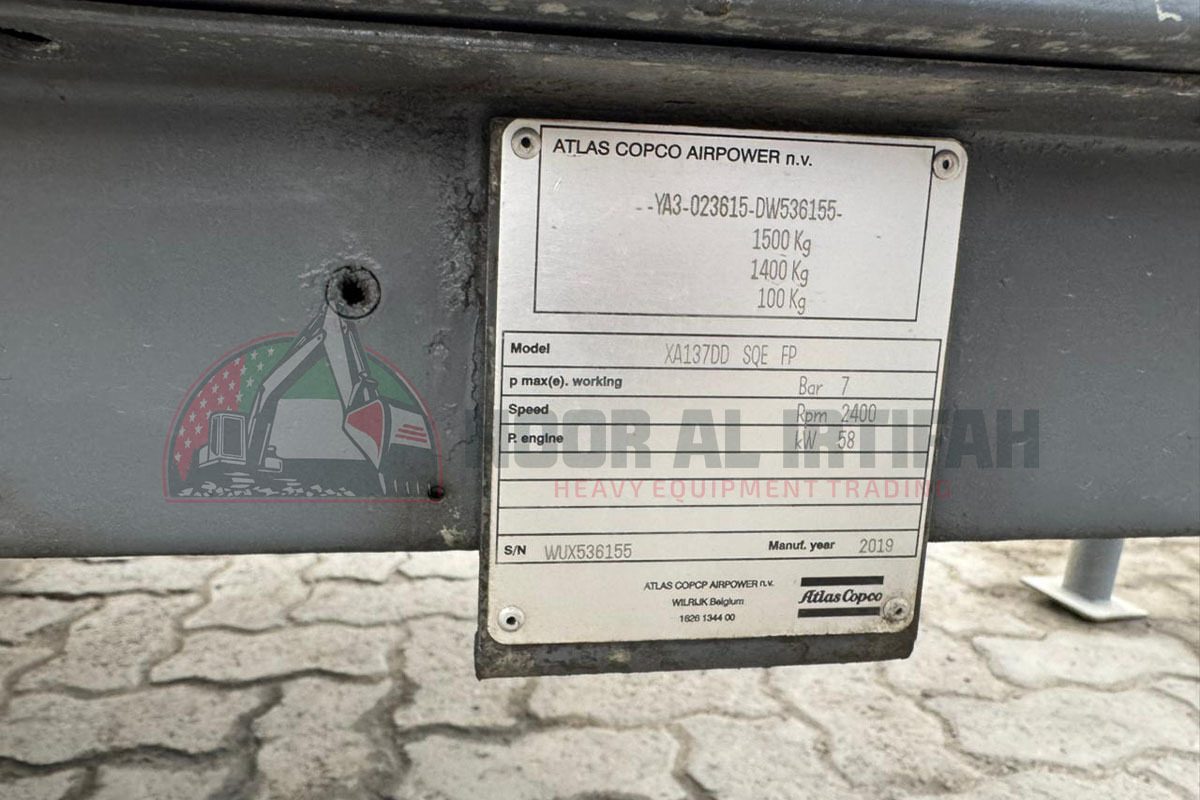 ATLAS COPCO AIRPOWER n.v.
--YA3-023615-DW536155-
1500 Kg
1400 Kg
100 Kg
Model XA137DD SQE FP
p max(e). working Bar 7
Speed Rpm 2400
P. engine kW 58
NOOR AL IRTIFAH
HEAVY EQUIPMENT TRADING
S/N WUX536155 Manuf. year 2019
ATLAS COPCP AIRPOWER n.v.
WILRIJK Belgium
1626 1344 00
Atlas Copco